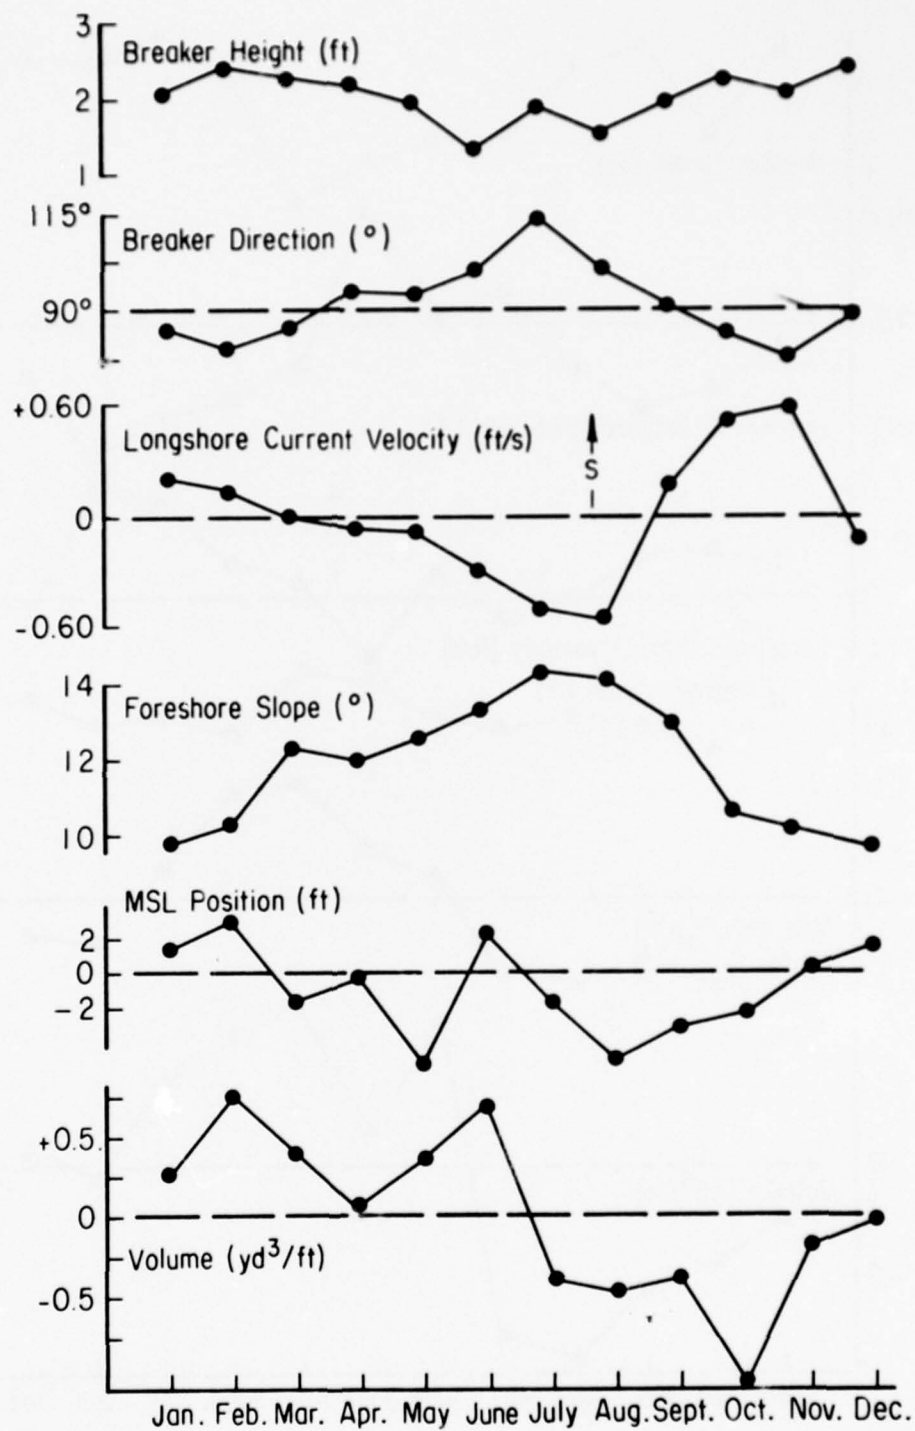 3
Breaker Height (ft)
2
1
115°
Breaker Direction (°)
90°
+0.60
Longshore Current Velocity (ft/s)
S
0
-0.60
14
Foreshore Slope (°)
12
10
MSL Position (ft)
2
0
-2
+0.5
0
Volume (yd³/ft)
-0.5
Jan. Feb. Mar. Apr. May June July Aug. Sept. Oct. Nov. Dec.